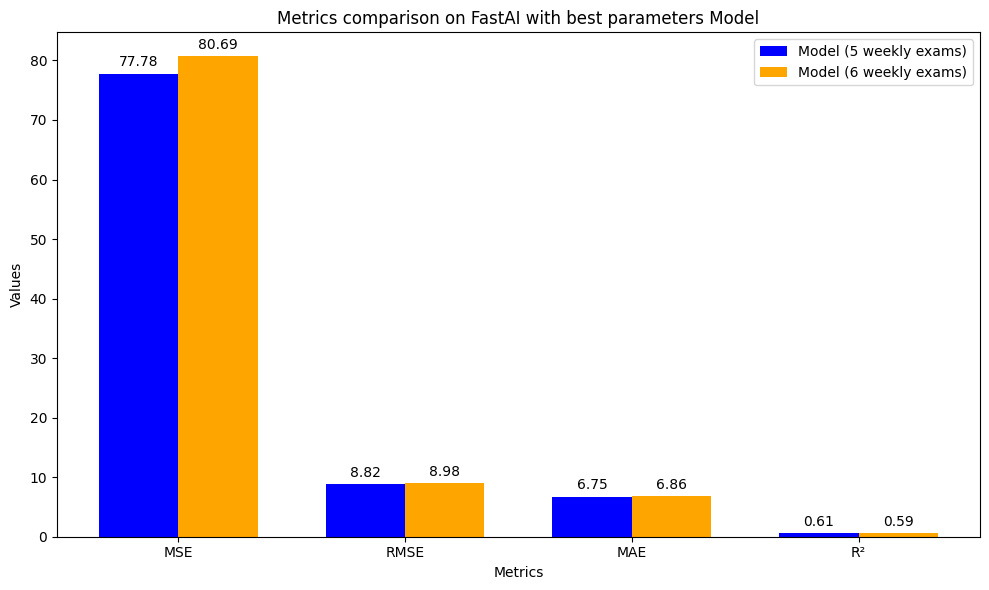 Metrics comparison on FastAI with best parameters Model
Model (5 weekly exams)
Model (6 weekly exams)
Values
80
70
60
50
40
30
20
10
0
77.78
80.69
8.82
8.98
6.75
6.86
0.61
0.59
MSE
RMSE
MAE
R²
Metrics